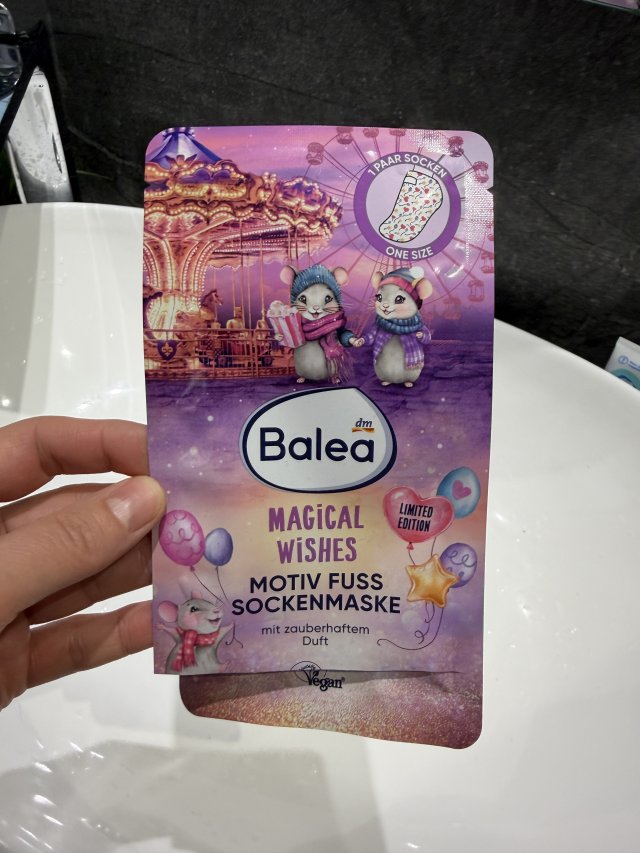 1 PAAR SOCKEN
ONE SIZE
dm
Balea
MAGiCAL
WiSHES
LIMITED
EDITION
MOTIV FUSS
SOCKENMASKE
mit zauberhaftem
Duft
Vegan